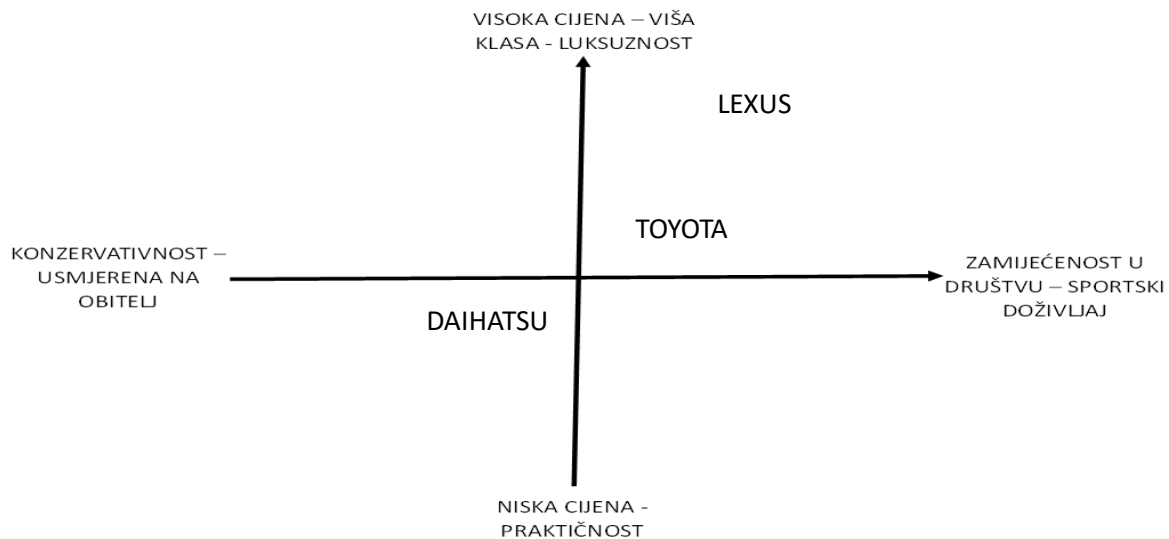 VISOKA CIJENA – VIŠA
KLASA - LUKSUZNOST
LEXUS
TOYOTA
KONZERVATIVNOST –
USMJERENA NA
OBITELJ
ZAMIJEĆENOST U
DRUŠTVU – SPORTSKI
DOŽIVLJAJ
DAIHATSU
NISKA CIJENA -
PRAKTIČNOST